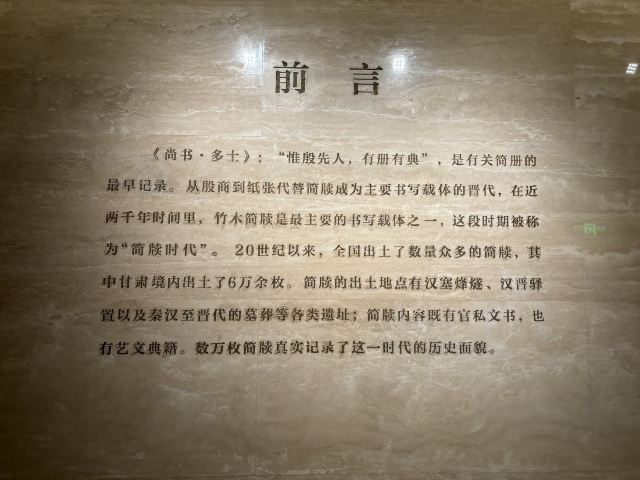 前 言
《尚书·多士》:“惟殷先人，有册有典”，是有关简册的
最早记录。从殷商到纸张代替简牍成为主要书写载体的晋代，在近
两千年时间里，竹木简牍是最主要的书写载体之一，这段时期被称
为“简牍时代”。20世纪以来，全国出土了数量众多的简牍，其
中甘肃境内出土了6万余枚。简牍的出土地点有汉塞烽燧、汉晋驿
置以及秦汉至晋代的墓葬等各类遗址；简牍内容既有官私文书，也
有艺文典籍。数万枚简牍真实记录了这一时代的历史面貌。